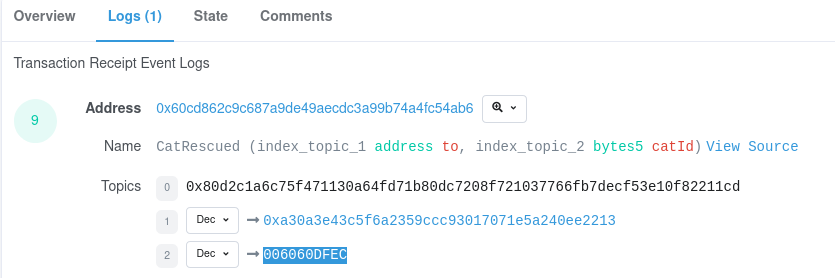 Overview Logs (1) State Comments
Transaction Receipt Event Logs
9
Address 0x60cd862c9c687a9de49aecdc3a99b74a4fc54ab6
Name CatRescued (index_topic_1 address to, index_topic_2 bytes5 catId) View Source
Topics 0 0x80d2c1a6c75f471130a64fd71b80dc7208f721037766fb7decf53e10f82211cd
1 Dec → 0xa30a3e43c5f6a2359ccc93017071e5a240ee2213
2 Dec → 006060DFEC